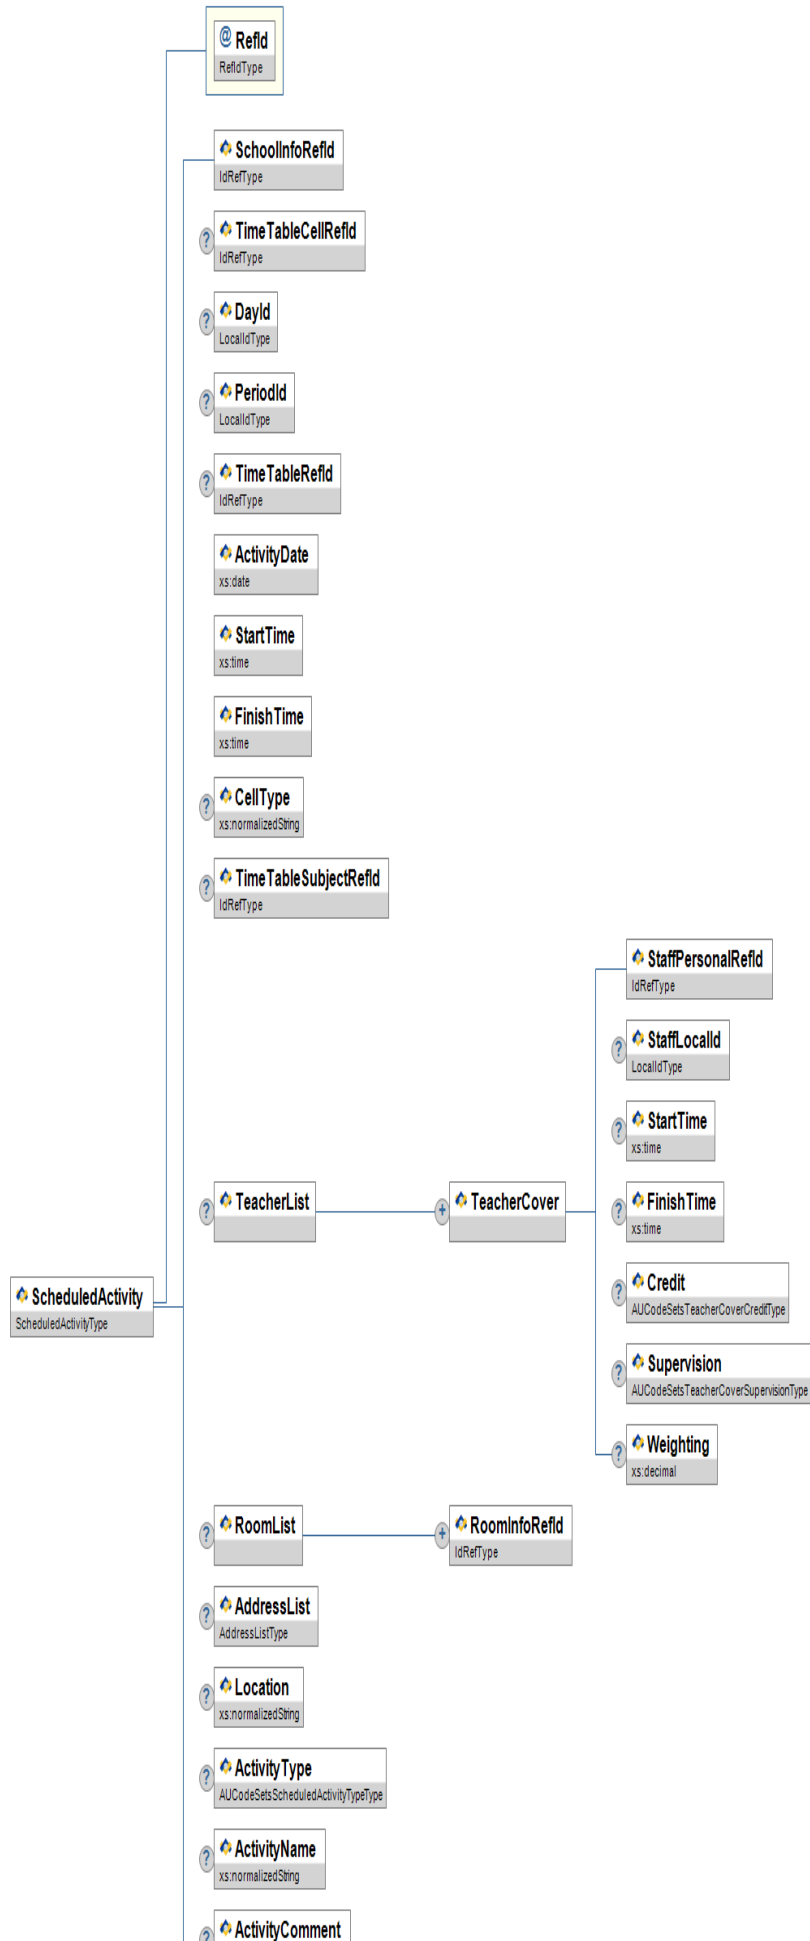 @ RefId
RefIdType
SchoolInfoRefId
IdRefType
? TimeTableCellRefId
IdRefType
? DayId
LocalIdType
? PeriodId
LocalIdType
? TimeTableRefId
IdRefType
ActivityDate
xs:date
StartTime
xs:time
FinishTime
xs:time
? CellType
xs:normalizedString
? TimeTableSubjectRefId
IdRefType
StaffPersonalRefId
IdRefType
? StaffLocalId
LocalIdType
? StartTime
xs:time
? TeacherList
+ TeacherCover
? FinishTime
xs:time
? Credit
AUCodeSetsTeacherCoverCreditType
ScheduledActivity
ScheduledActivityType
? Supervision
AUCodeSetsTeacherCoverSupervisionType
? Weighting
xs:decimal
? RoomList
+ RoomInfoRefId
IdRefType
? AddressList
AddressListType
? Location
xs:normalizedString
? ActivityType
AUCodeSetsScheduledActivityTypeType
? ActivityName
xs:normalizedString
? ActivityComment